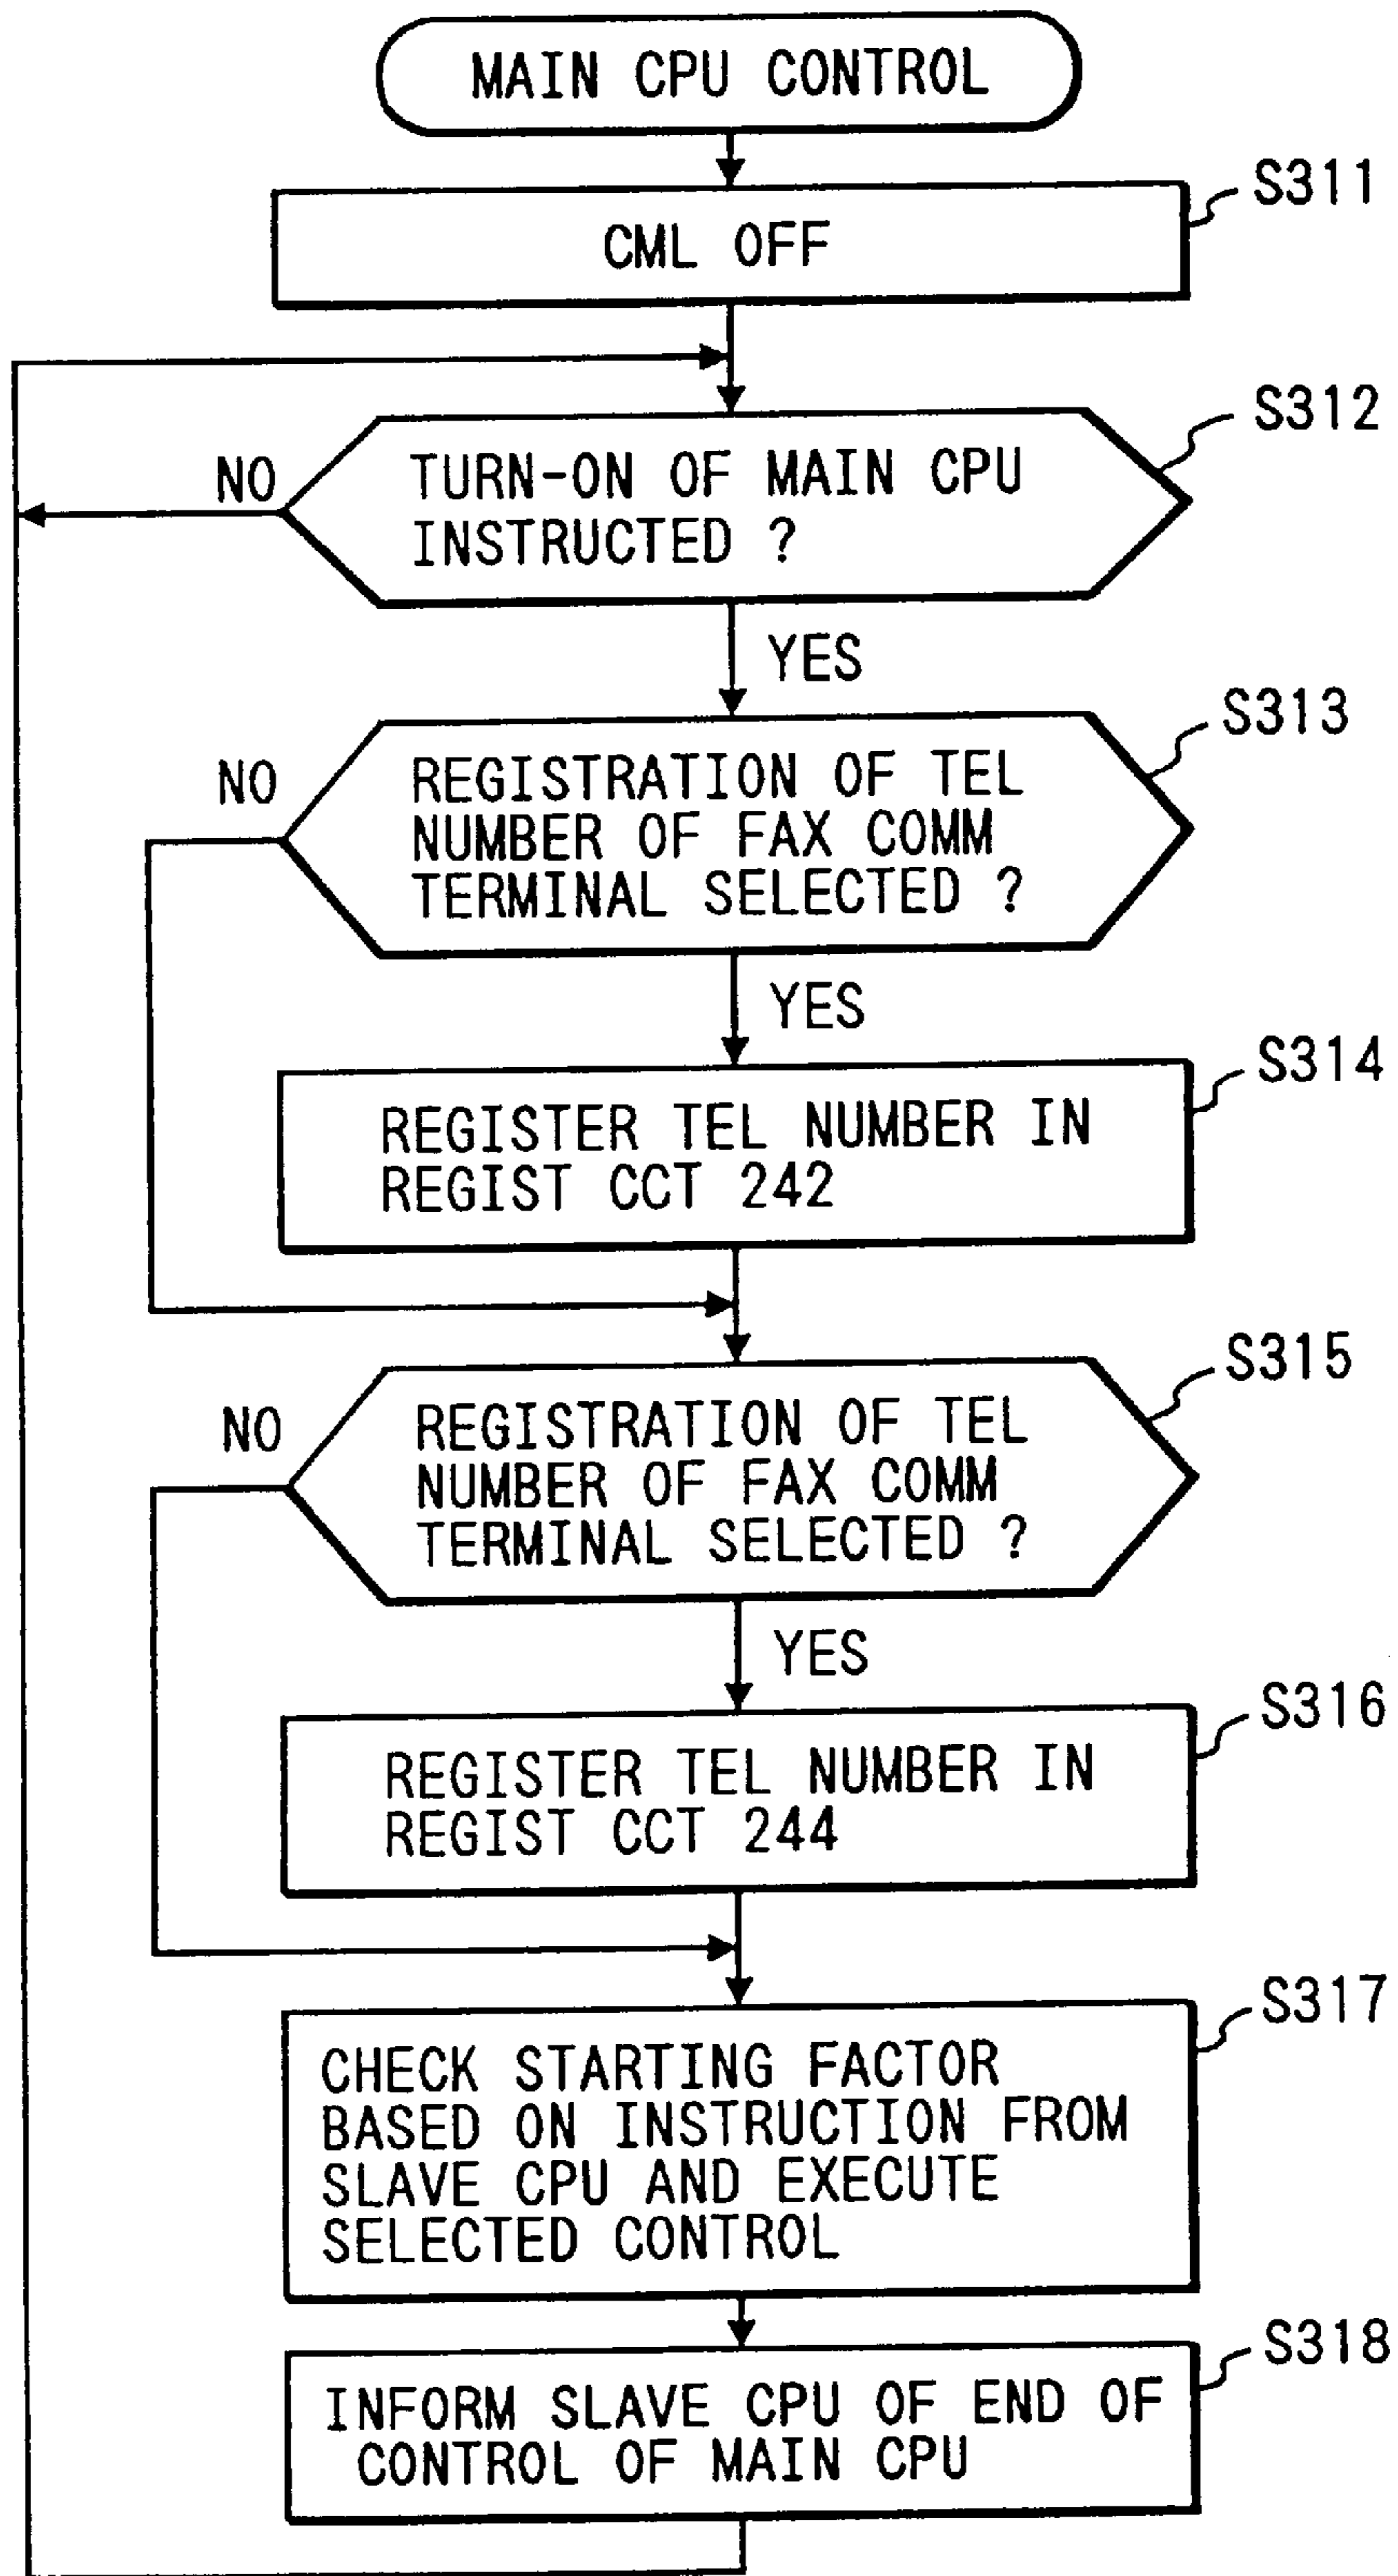 MAIN CPU CONTROL
S311
CML OFF
S312
NO
TURN-ON OF MAIN CPU
INSTRUCTED ?
YES
S313
NO
REGISTRATION OF TEL
NUMBER OF FAX COMM
TERMINAL SELECTED ?
YES
S314
REGISTER TEL NUMBER IN
REGIST CCT 242
S315
NO
REGISTRATION OF TEL
NUMBER OF FAX COMM
TERMINAL SELECTED ?
YES
S316
REGISTER TEL NUMBER IN
REGIST CCT 244
S317
CHECK STARTING FACTOR
BASED ON INSTRUCTION FROM
SLAVE CPU AND EXECUTE
SELECTED CONTROL
S318
INFORM SLAVE CPU OF END OF
CONTROL OF MAIN CPU